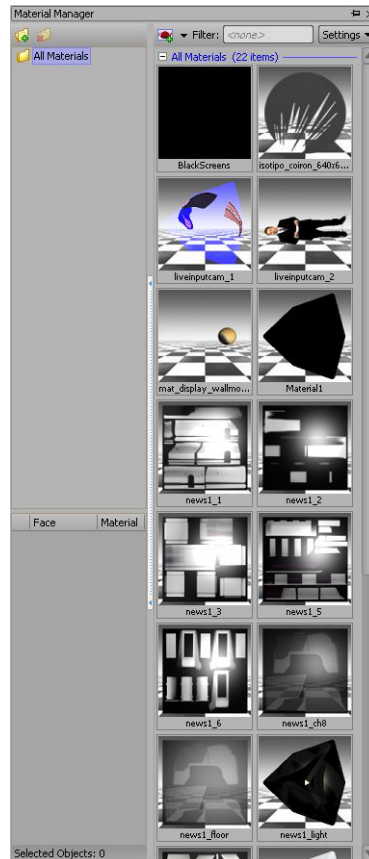 Material Manager
Filter: <none> Settings
All Materials
All Materials (22 items)
BlackScreens
isotipo_coiron_640x6...
liveinputcam_1
liveinputcam_2
mat_display_wallmo...
Material1
news1_1
news1_2
Face Material
news1_3
news1_5
news1_6
news1_ch8
news1_floor
news1_light
Selected Objects: 0